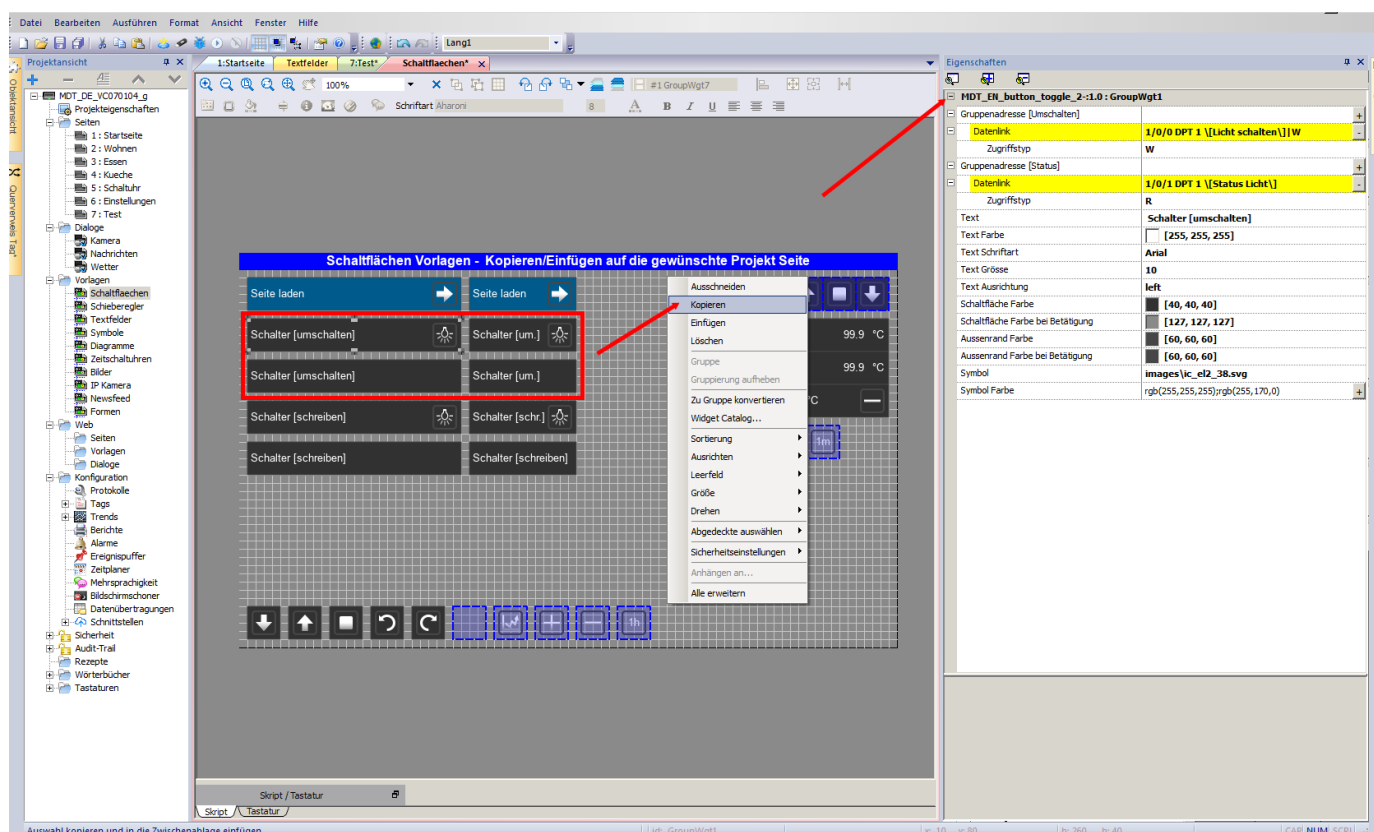 Datei Bearbeiten Ausführen Format Ansicht Fenster Hilfe
Lang1
Projektansicht
1:Startseite Textfelder 7:Test* Schaltflaechen* x
Eigenschaften
Objektansicht
Querverweis Tag"
100%
#1 GroupWgt7
Schriftart Aharoni 8 A B I U
MDT_DE_VC070104_g
Projekteigenschaften
Seiten
1 : Startseite
2 : Wohnen
3 : Essen
4 : Kueche
5 : Schaltuhr
6 : Einstellungen
7 : Test
Dialoge
Kamera
Nachrichten
Wetter
Vorlagen
Schaltflaechen
Schieberegler
Textfelder
Symbole
Diagramme
Zeitschaltuhren
Bilder
IP Kamera
Newsfeed
Formen
Web
Seiten
Vorlagen
Dialoge
Konfiguration
Protokolle
Tags
Trends
Berichte
Alarme
Ereignispuffer
Zeitplaner
Mehrsprachigkeit
Bildschirmschoner
Datenübertragungen
Schnittstellen
Sicherheit
Audit-Trail
Rezepte
Wörterbücher
Tastaturen
Schaltflächen Vorlagen - Kopieren/Einfügen auf die gewünschte Projekt Seite
Seite laden Seite laden
Schalter [umschalten] Schalter [um.] 99.9 °C
Schalter [umschalten] Schalter [um.] 99.9 °C
Schalter [schreiben] Schalter [schr.] °C
Schalter [schreiben] Schalter [schreiben] 1m
1h
Ausschneiden
Kopieren
Einfügen
Löschen
Gruppe
Gruppierung aufheben
Zu Gruppe konvertieren
Widget Catalog...
Sortierung
Ausrichten
Leerfeld
Größe
Drehen
Abgedeckte auswählen
Sicherheitseinstellungen
Anhängen an...
Alle erweitern
MDT_EN_button_toggle_2-:1.0 : GroupWgt1
Gruppenadresse [Umschalten]
Datenlink 1/0/0 DPT 1 \[Licht schalten\]|W
Zugriffstyp W
Gruppenadresse [Status]
Datenlink 1/0/1 DPT 1 \[Status Licht\]
Zugriffstyp R
Text Schalter [umschalten]
Text Farbe [255, 255, 255]
Text Schriftart Arial
Text Grösse 10
Text Ausrichtung left
Schaltfläche Farbe [40, 40, 40]
Schaltfläche Farbe bei Betätigung [127, 127, 127]
Aussenrand Farbe [60, 60, 60]
Aussenrand Farbe bei Betätigung [60, 60, 60]
Symbol images\ic_el2_38.svg
Symbol Farbe rgb(255,255,255);rgb(255,170,0)
Skript / Tastatur
Skript Tastatur
Auswahl kopieren und in die Zwischenablage einfügen id: GroupWgt1 x: 10 y: 80 b: 260 h: 40 CAP NUM SCRL